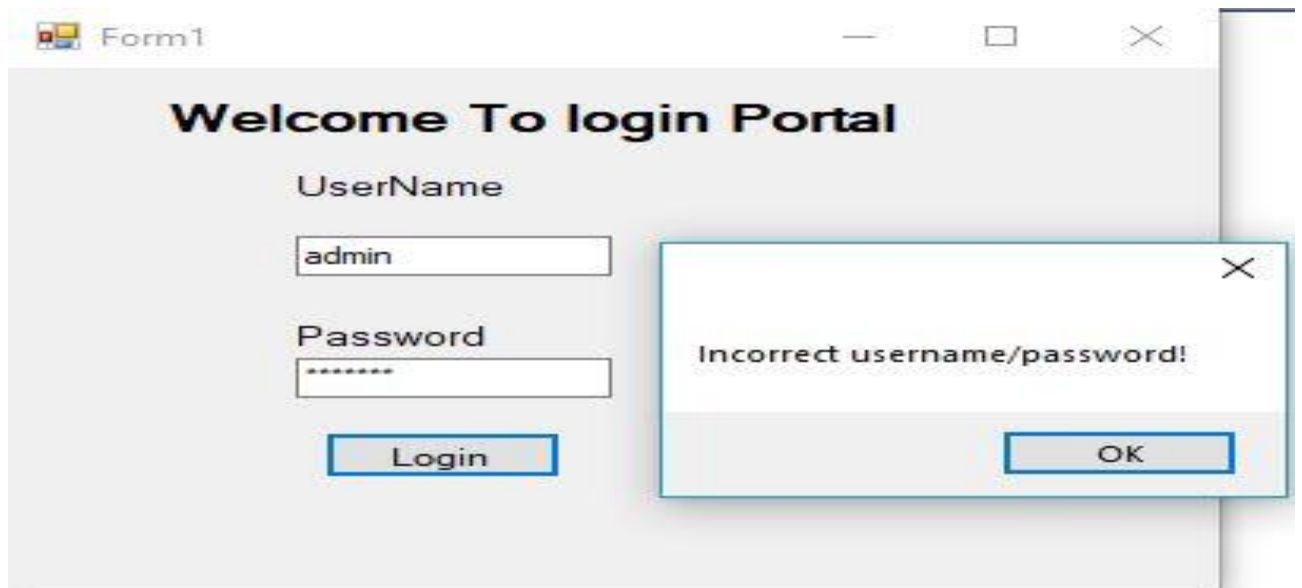 Form1
Welcome To login Portal
UserName
admin
Password
*******
Login
Incorrect username/password!
OK